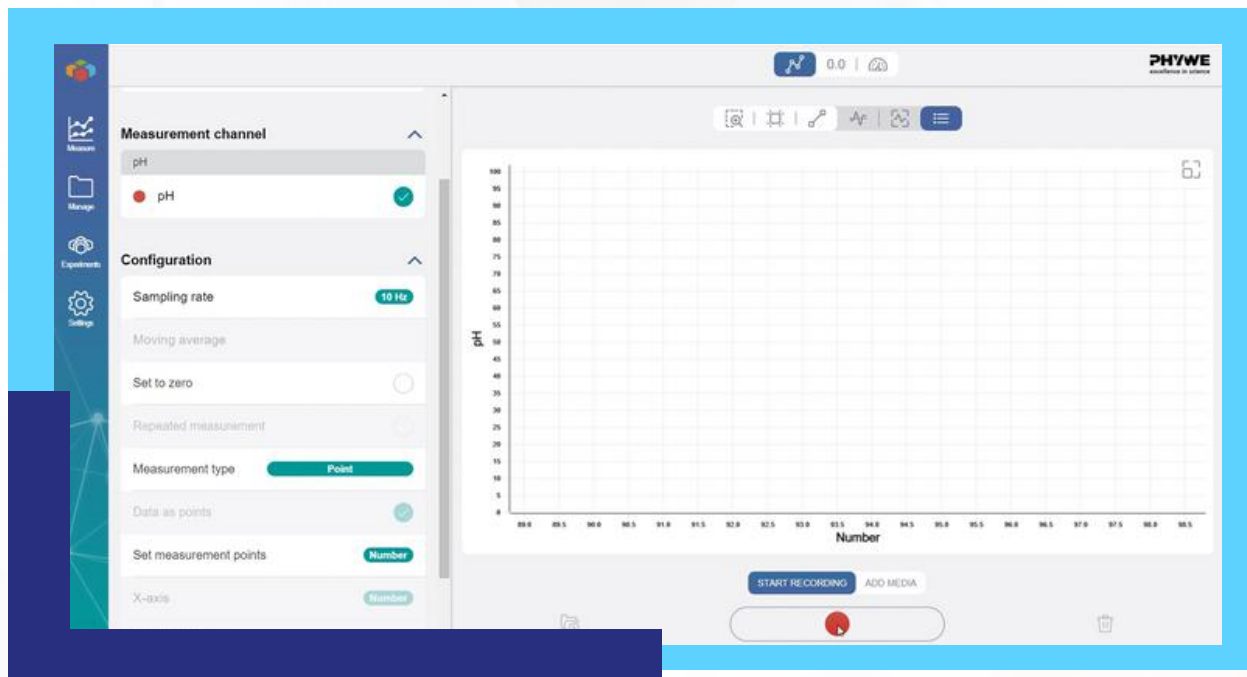 0.0
PHYWE
excellence in science
Measure
Manage
Experiments
Settings
Measurement channel
pH
pH
Configuration
Sampling rate 10 Hz
Moving average
Set to zero
Repeated measurement
Measurement type Point
Data as points
Set measurement points Number
X-axis Number
100
95
90
85
80
75
70
65
60
55
50
45
40
35
30
25
20
15
10
5
0
pH
89.0 89.5 90.0 90.5 91.0 91.5 92.0 92.5 93.0 93.5 94.0 94.5 95.0 95.5 96.0 96.5 97.0 97.5 98.0 98.5
Number
START RECORDING ADD MEDIA